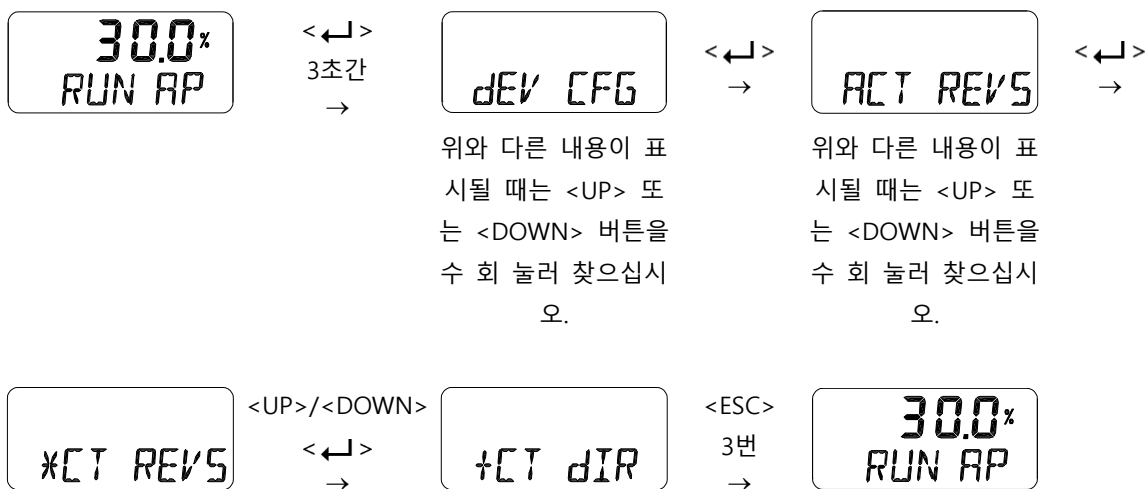 30.0%
RUN AP
<↵>
3초간
→
dEV CFG
위와 다른 내용이 표
시될 때는 <UP> 또
는 <DOWN> 버튼을
수 회 눌러 찾으십시
오.
<↵>
→
ACT REVS
위와 다른 내용이 표
시될 때는 <UP> 또
는 <DOWN> 버튼을
수 회 눌러 찾으십시
오.
<↵>
→
*CT REVS
<UP>/<DOWN>
<↵>
→
+CT dIR
<ESC>
3번
→
30.0%
RUN AP